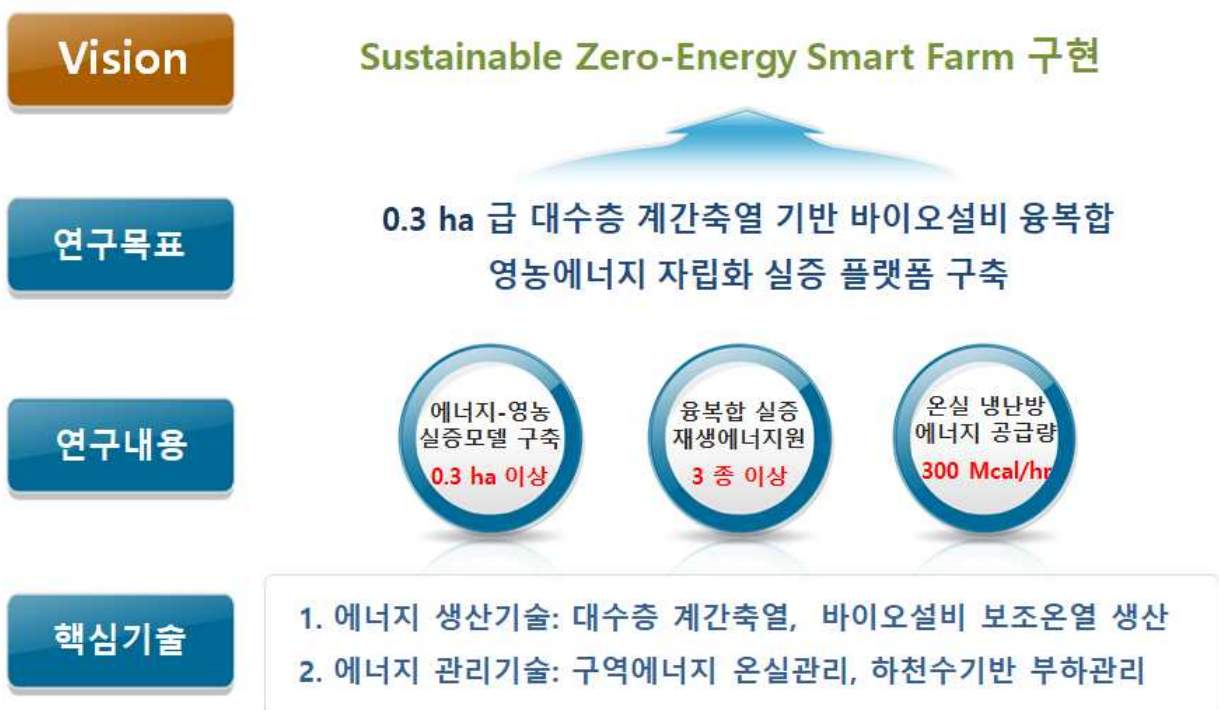 Vision
Sustainable Zero-Energy Smart Farm 구현
연구목표
0.3 ha 급 대수층 계간축열 기반 바이오설비 융복합
영농에너지 자립화 실증 플랫폼 구축
연구내용
에너지-영농
실증모델 구축
0.3 ha 이상
융복합 실증
재생에너지원
3 종 이상
온실 냉난방
에너지 공급량
300 Mcal/hr
핵심기술
1. 에너지 생산기술: 대수층 계간축열, 바이오설비 보조온열 생산
2. 에너지 관리기술: 구역에너지 온실관리, 하천수기반 부하관리